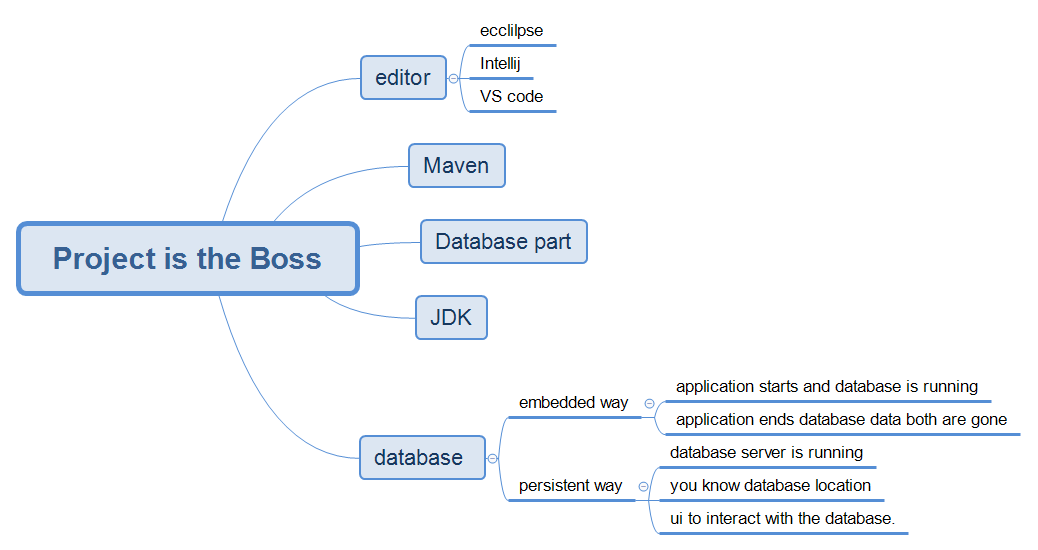 Project is the Boss
editor
ecclilpse
Intellij
VS code
Maven
Database part
JDK
database
embedded way
application starts and database is running
application ends database data both are gone
persistent way
database server is running
you know database location
ui to interact with the database.